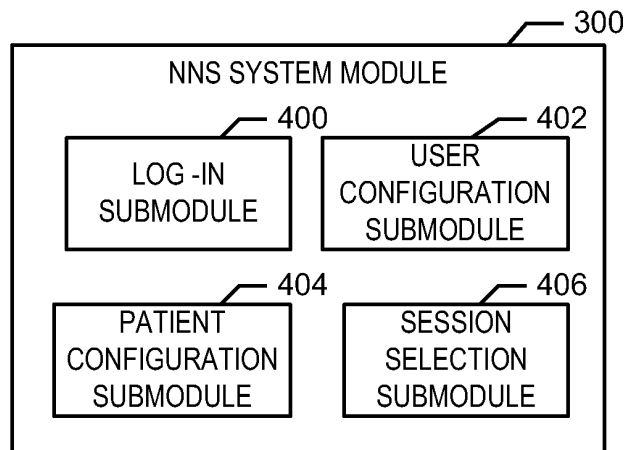 300
NNS SYSTEM MODULE
400
LOG -IN
SUBMODULE
402
USER
CONFIGURATION
SUBMODULE
404
PATIENT
CONFIGURATION
SUBMODULE
406
SESSION
SELECTION
SUBMODULE